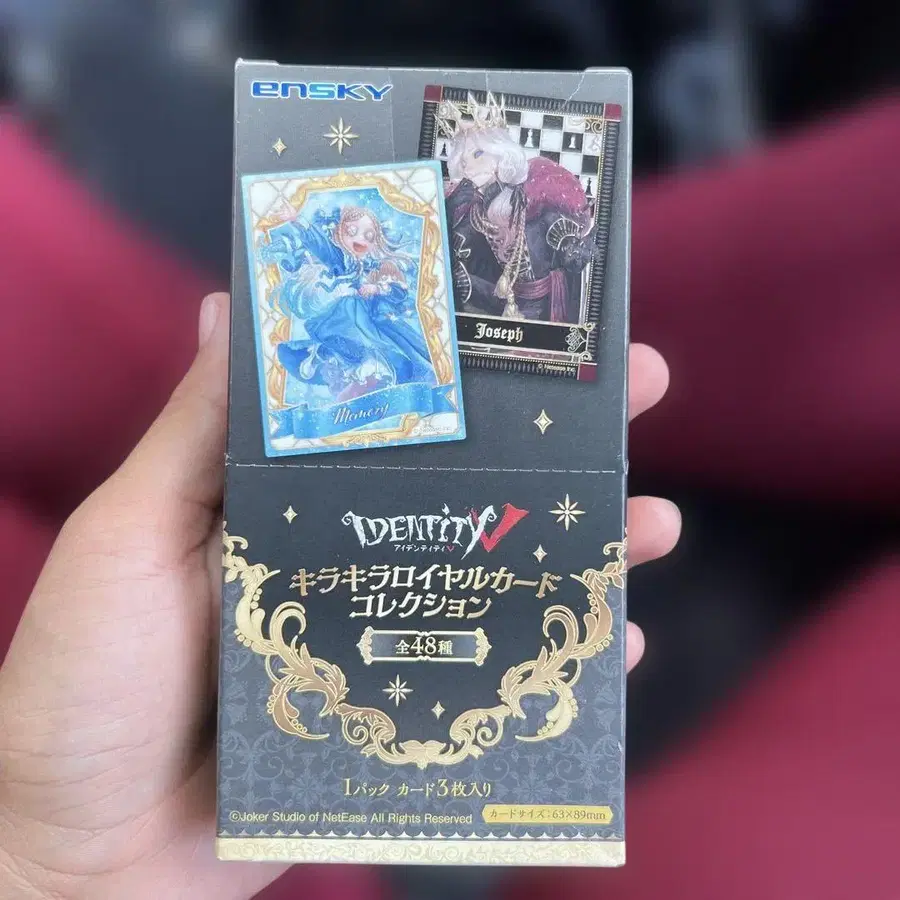 ensky
Joseph
© Netease Inc.
Memory
IDENTITY V
アイデンティティV
キラキラロイヤルカード
コレクション
全48種
1パック カード3枚入り
©Joker Studio of NetEase All Rights Reserved
カードサイズ:63×89mm